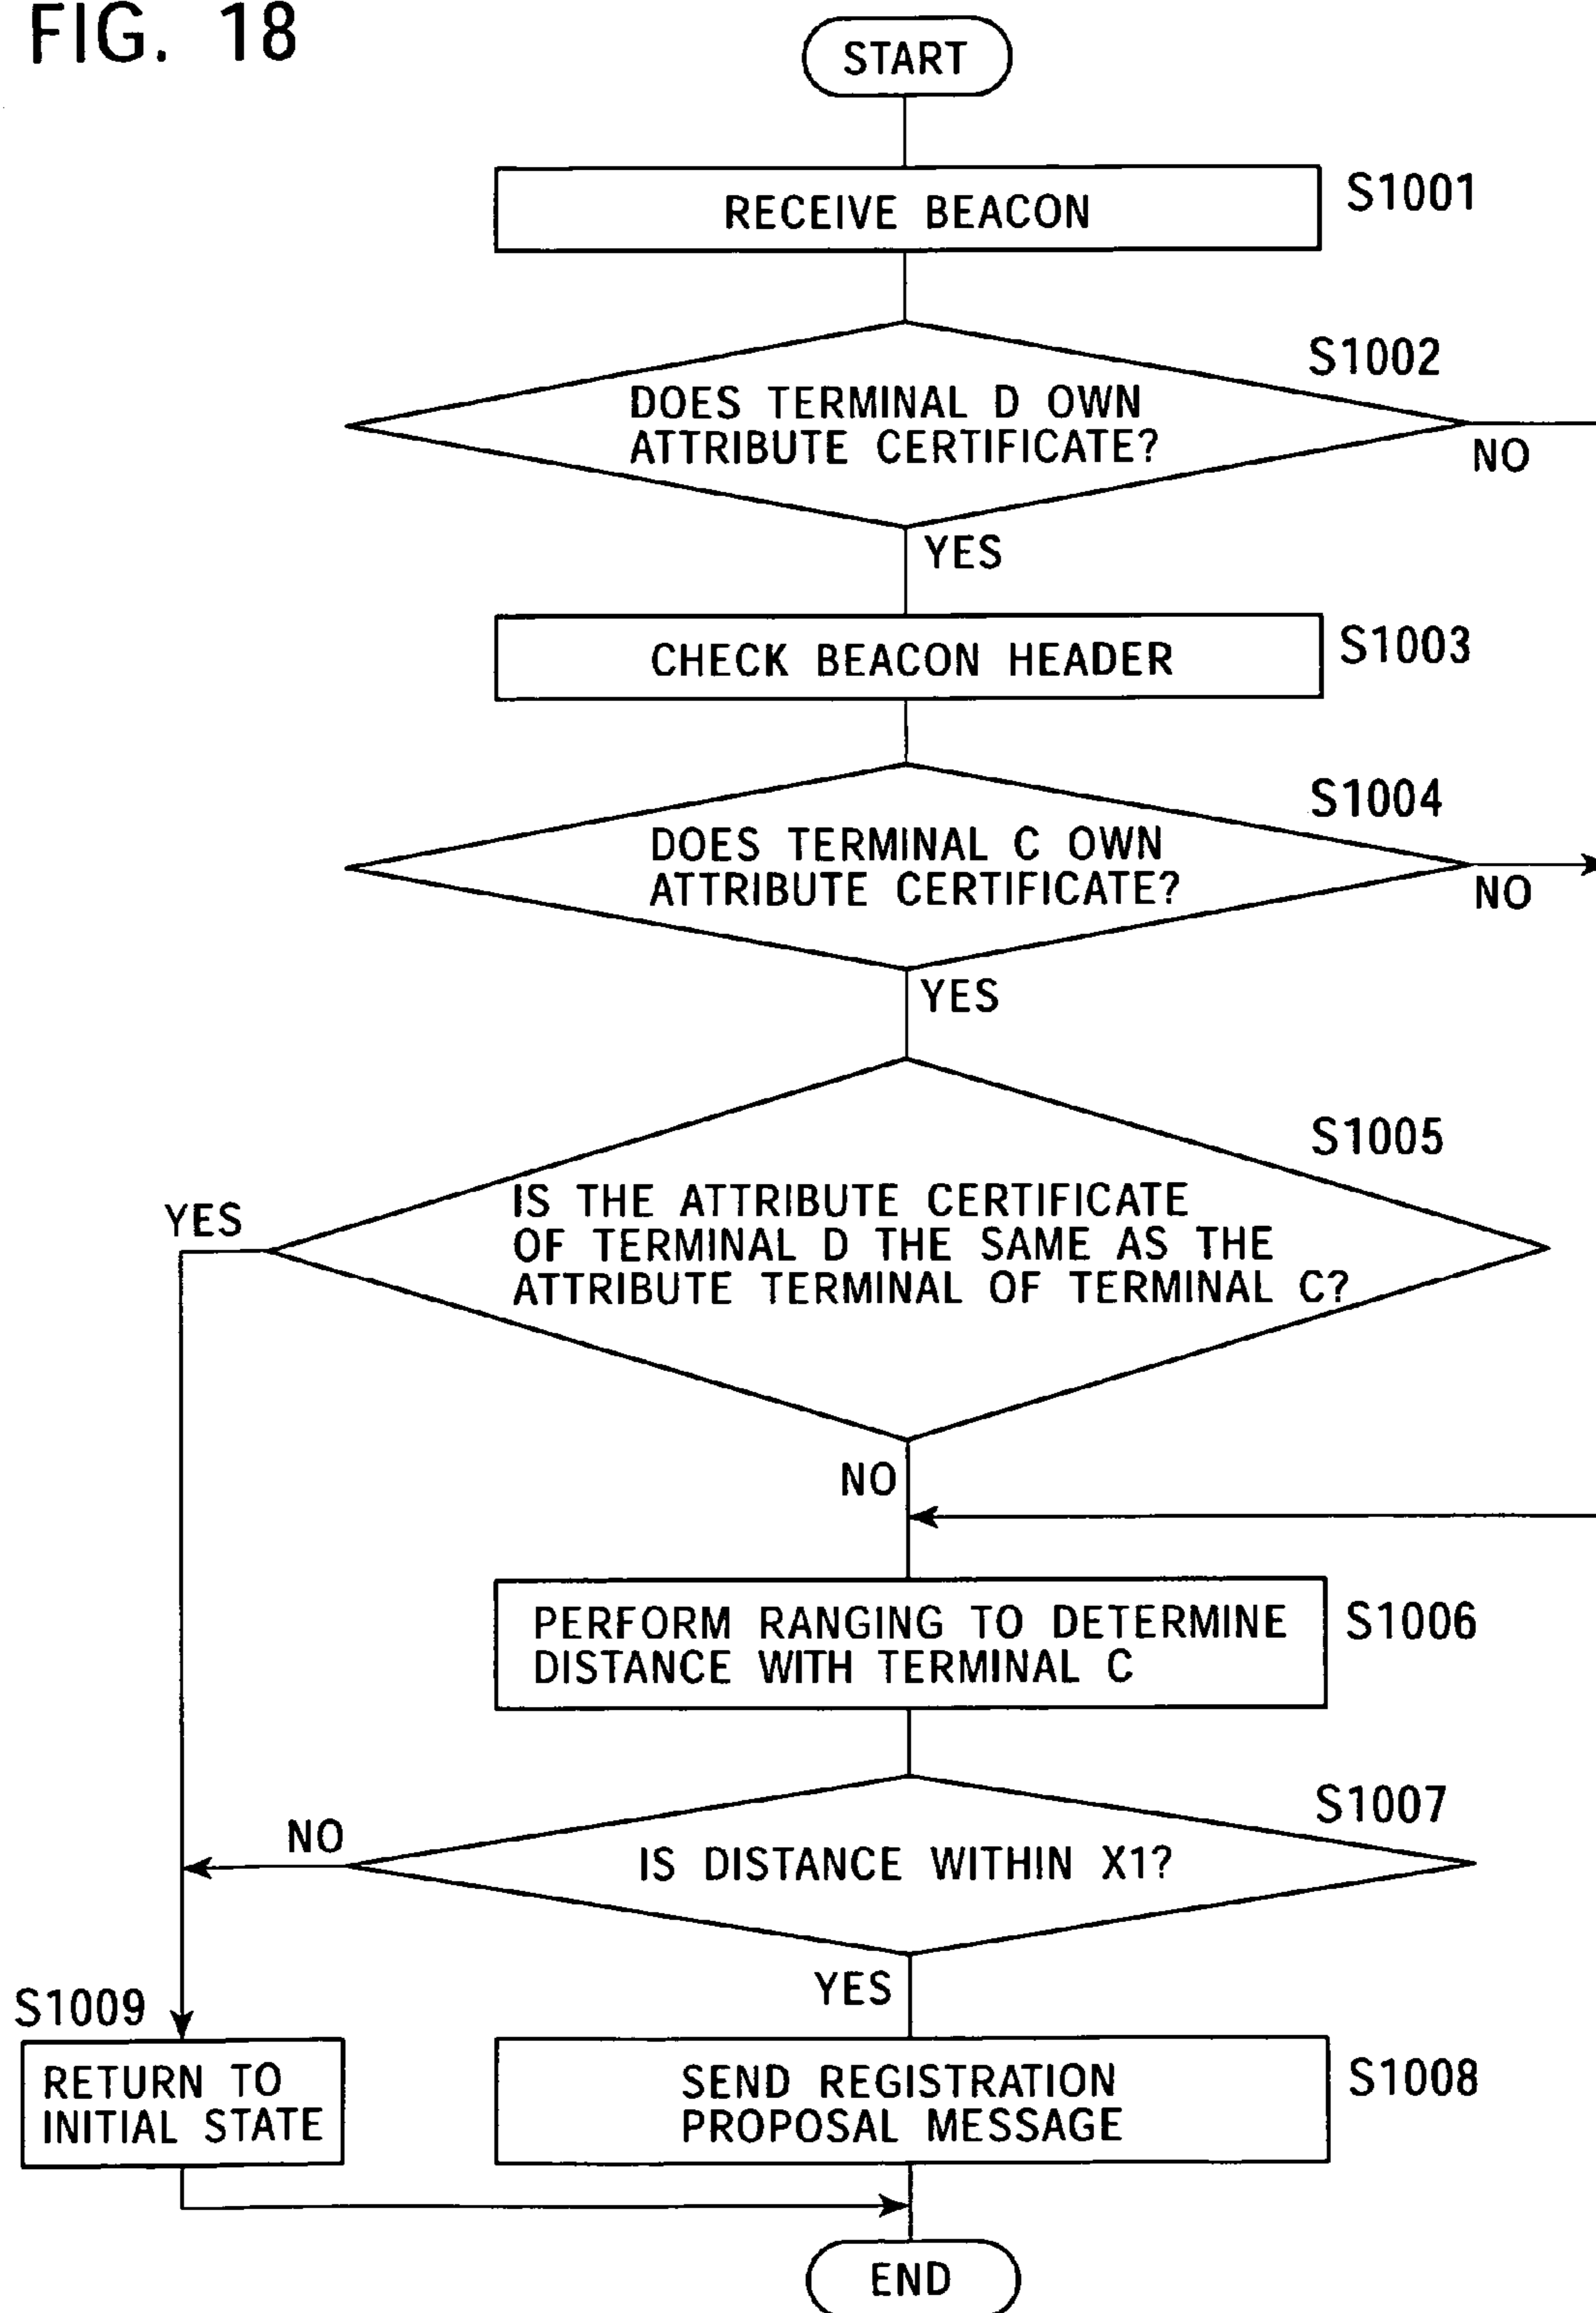 FIG. 18
START
RECEIVE BEACON
S1001
S1002
DOES TERMINAL D OWN
ATTRIBUTE CERTIFICATE?
NO
YES
CHECK BEACON HEADER
S1003
S1004
DOES TERMINAL C OWN
ATTRIBUTE CERTIFICATE?
NO
YES
S1005
YES
IS THE ATTRIBUTE CERTIFICATE
OF TERMINAL D THE SAME AS THE
ATTRIBUTE TERMINAL OF TERMINAL C?
NO
PERFORM RANGING TO DETERMINE
DISTANCE WITH TERMINAL C
S1006
S1007
NO
IS DISTANCE WITHIN X1?
YES
S1009
RETURN TO
INITIAL STATE
SEND REGISTRATION
PROPOSAL MESSAGE
S1008
END